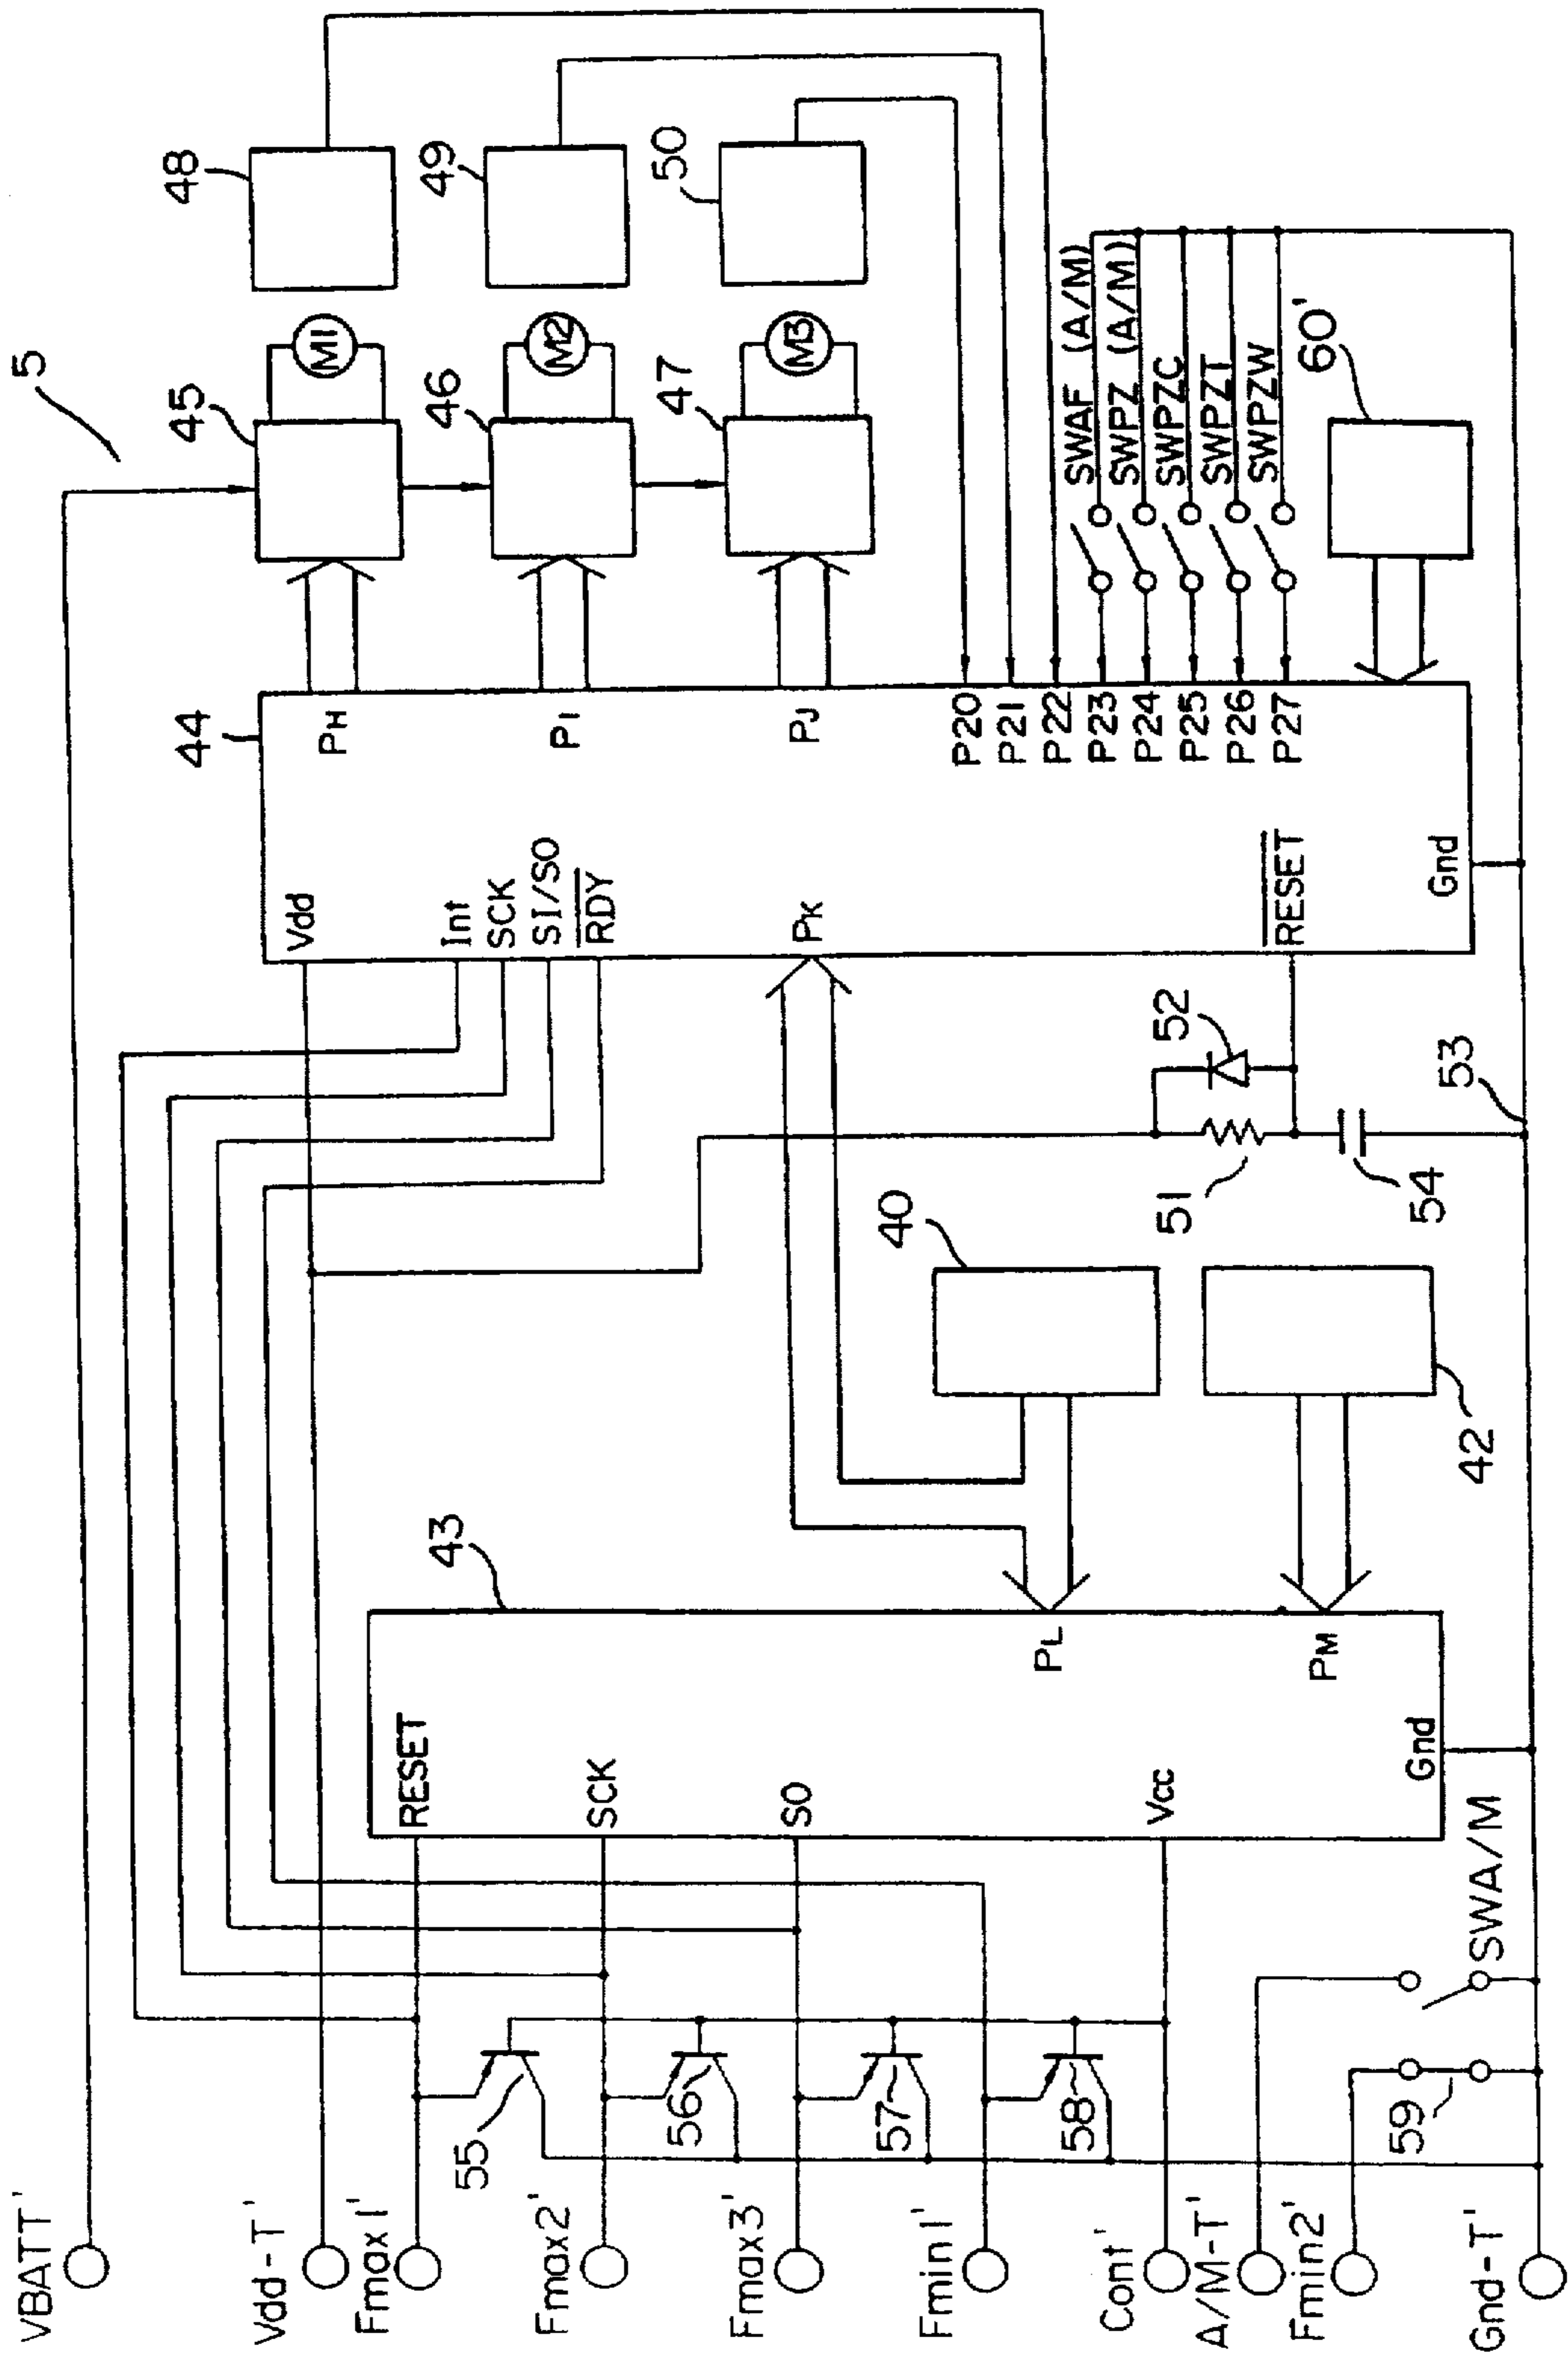 5
VBATT'
Vdd-T'
Fmax1'
Fmax2'
Fmax3'
Fmin1'
Cont'
A/M-T'
Fmin2'
Gnd-T'
55
56
57
58
59
SWA/M
43
RESET
SCK
SO
Vcc
Gnd
PL
PM
40
42
51
52
53
54
44
Vdd
Int
SCK
SI/SO
RDY
PK
RESET
Gnd
PH
PI
PJ
P20
P21
P22
P23
P24
P25
P26
P27
45
46
47
M1
M2
M3
48
49
50
SWAF (A/M)
SWPZ (A/M)
SWPZC
SWPZT
SWPZW
60'